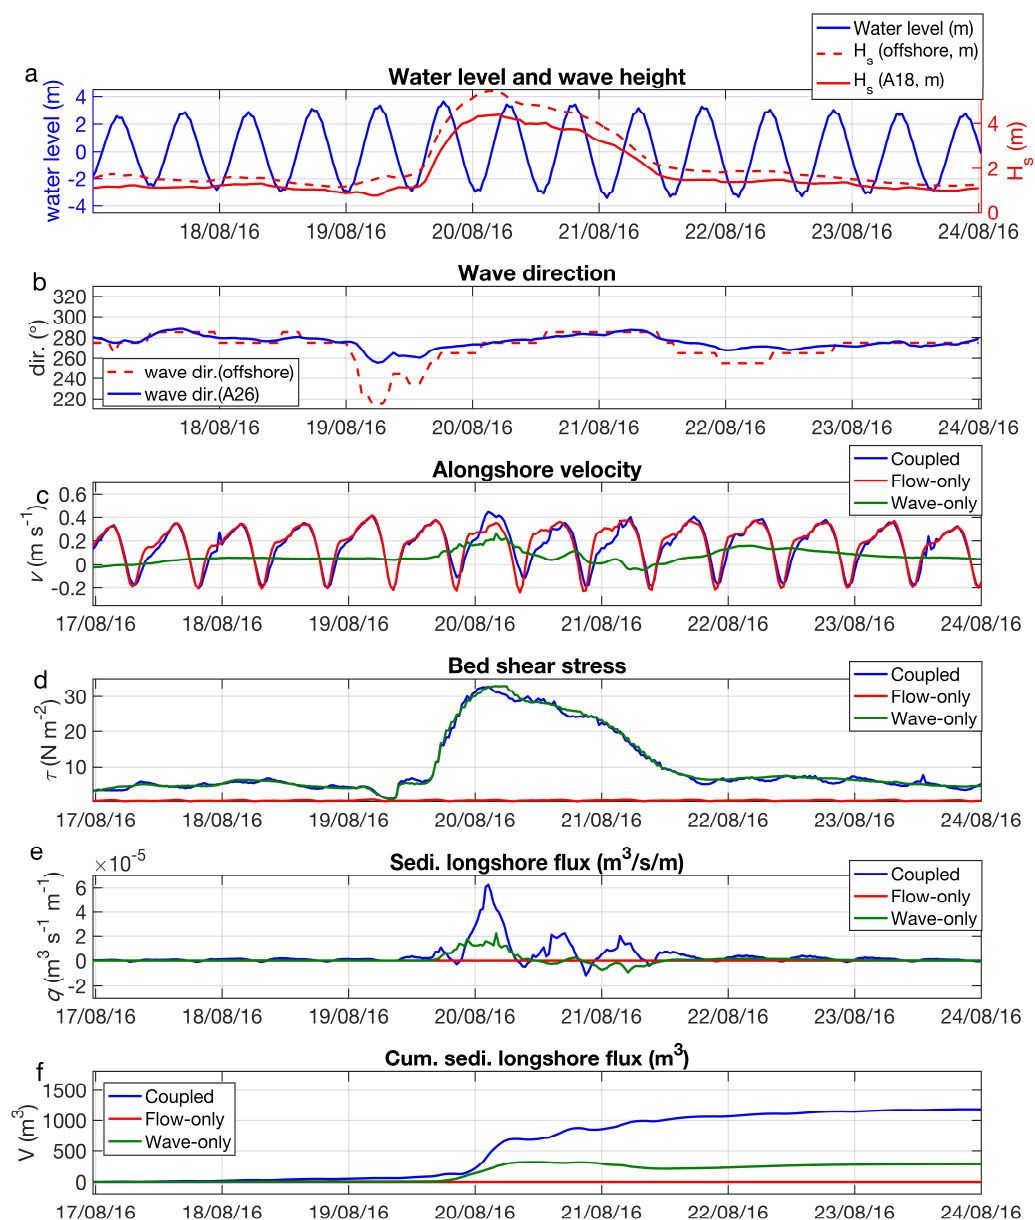 Water level (m)
H_s (offshore, m)
H_s (A18, m)
a
Water level and wave height
water level (m)
4
2
0
-2
-4
H_s (m)
4
2
0
18/08/16 19/08/16 20/08/16 21/08/16 22/08/16 23/08/16 24/08/16
b
Wave direction
dir. (°)
320
300
280
260
240
220
wave dir.(offshore)
wave dir.(A26)
18/08/16 19/08/16 20/08/16 21/08/16 22/08/16 23/08/16 24/08/16
c
Alongshore velocity
Coupled
Flow-only
Wave-only
v (m s⁻¹)
0.6
0.4
0.2
0
-0.2
17/08/16 18/08/16 19/08/16 20/08/16 21/08/16 22/08/16 23/08/16 24/08/16
d
Bed shear stress
Coupled
Flow-only
Wave-only
τ (N m⁻²)
30
20
10
17/08/16 18/08/16 19/08/16 20/08/16 21/08/16 22/08/16 23/08/16 24/08/16
e
×10⁻⁵
Sedi. longshore flux (m³/s/m)
Coupled
Flow-only
Wave-only
q (m³ s⁻¹ m⁻¹)
6
4
2
0
-2
17/08/16 18/08/16 19/08/16 20/08/16 21/08/16 22/08/16 23/08/16 24/08/16
f
Cum. sedi. longshore flux (m³)
Coupled
Flow-only
Wave-only
V (m³)
1500
1000
500
0
17/08/16 18/08/16 19/08/16 20/08/16 21/08/16 22/08/16 23/08/16 24/08/16